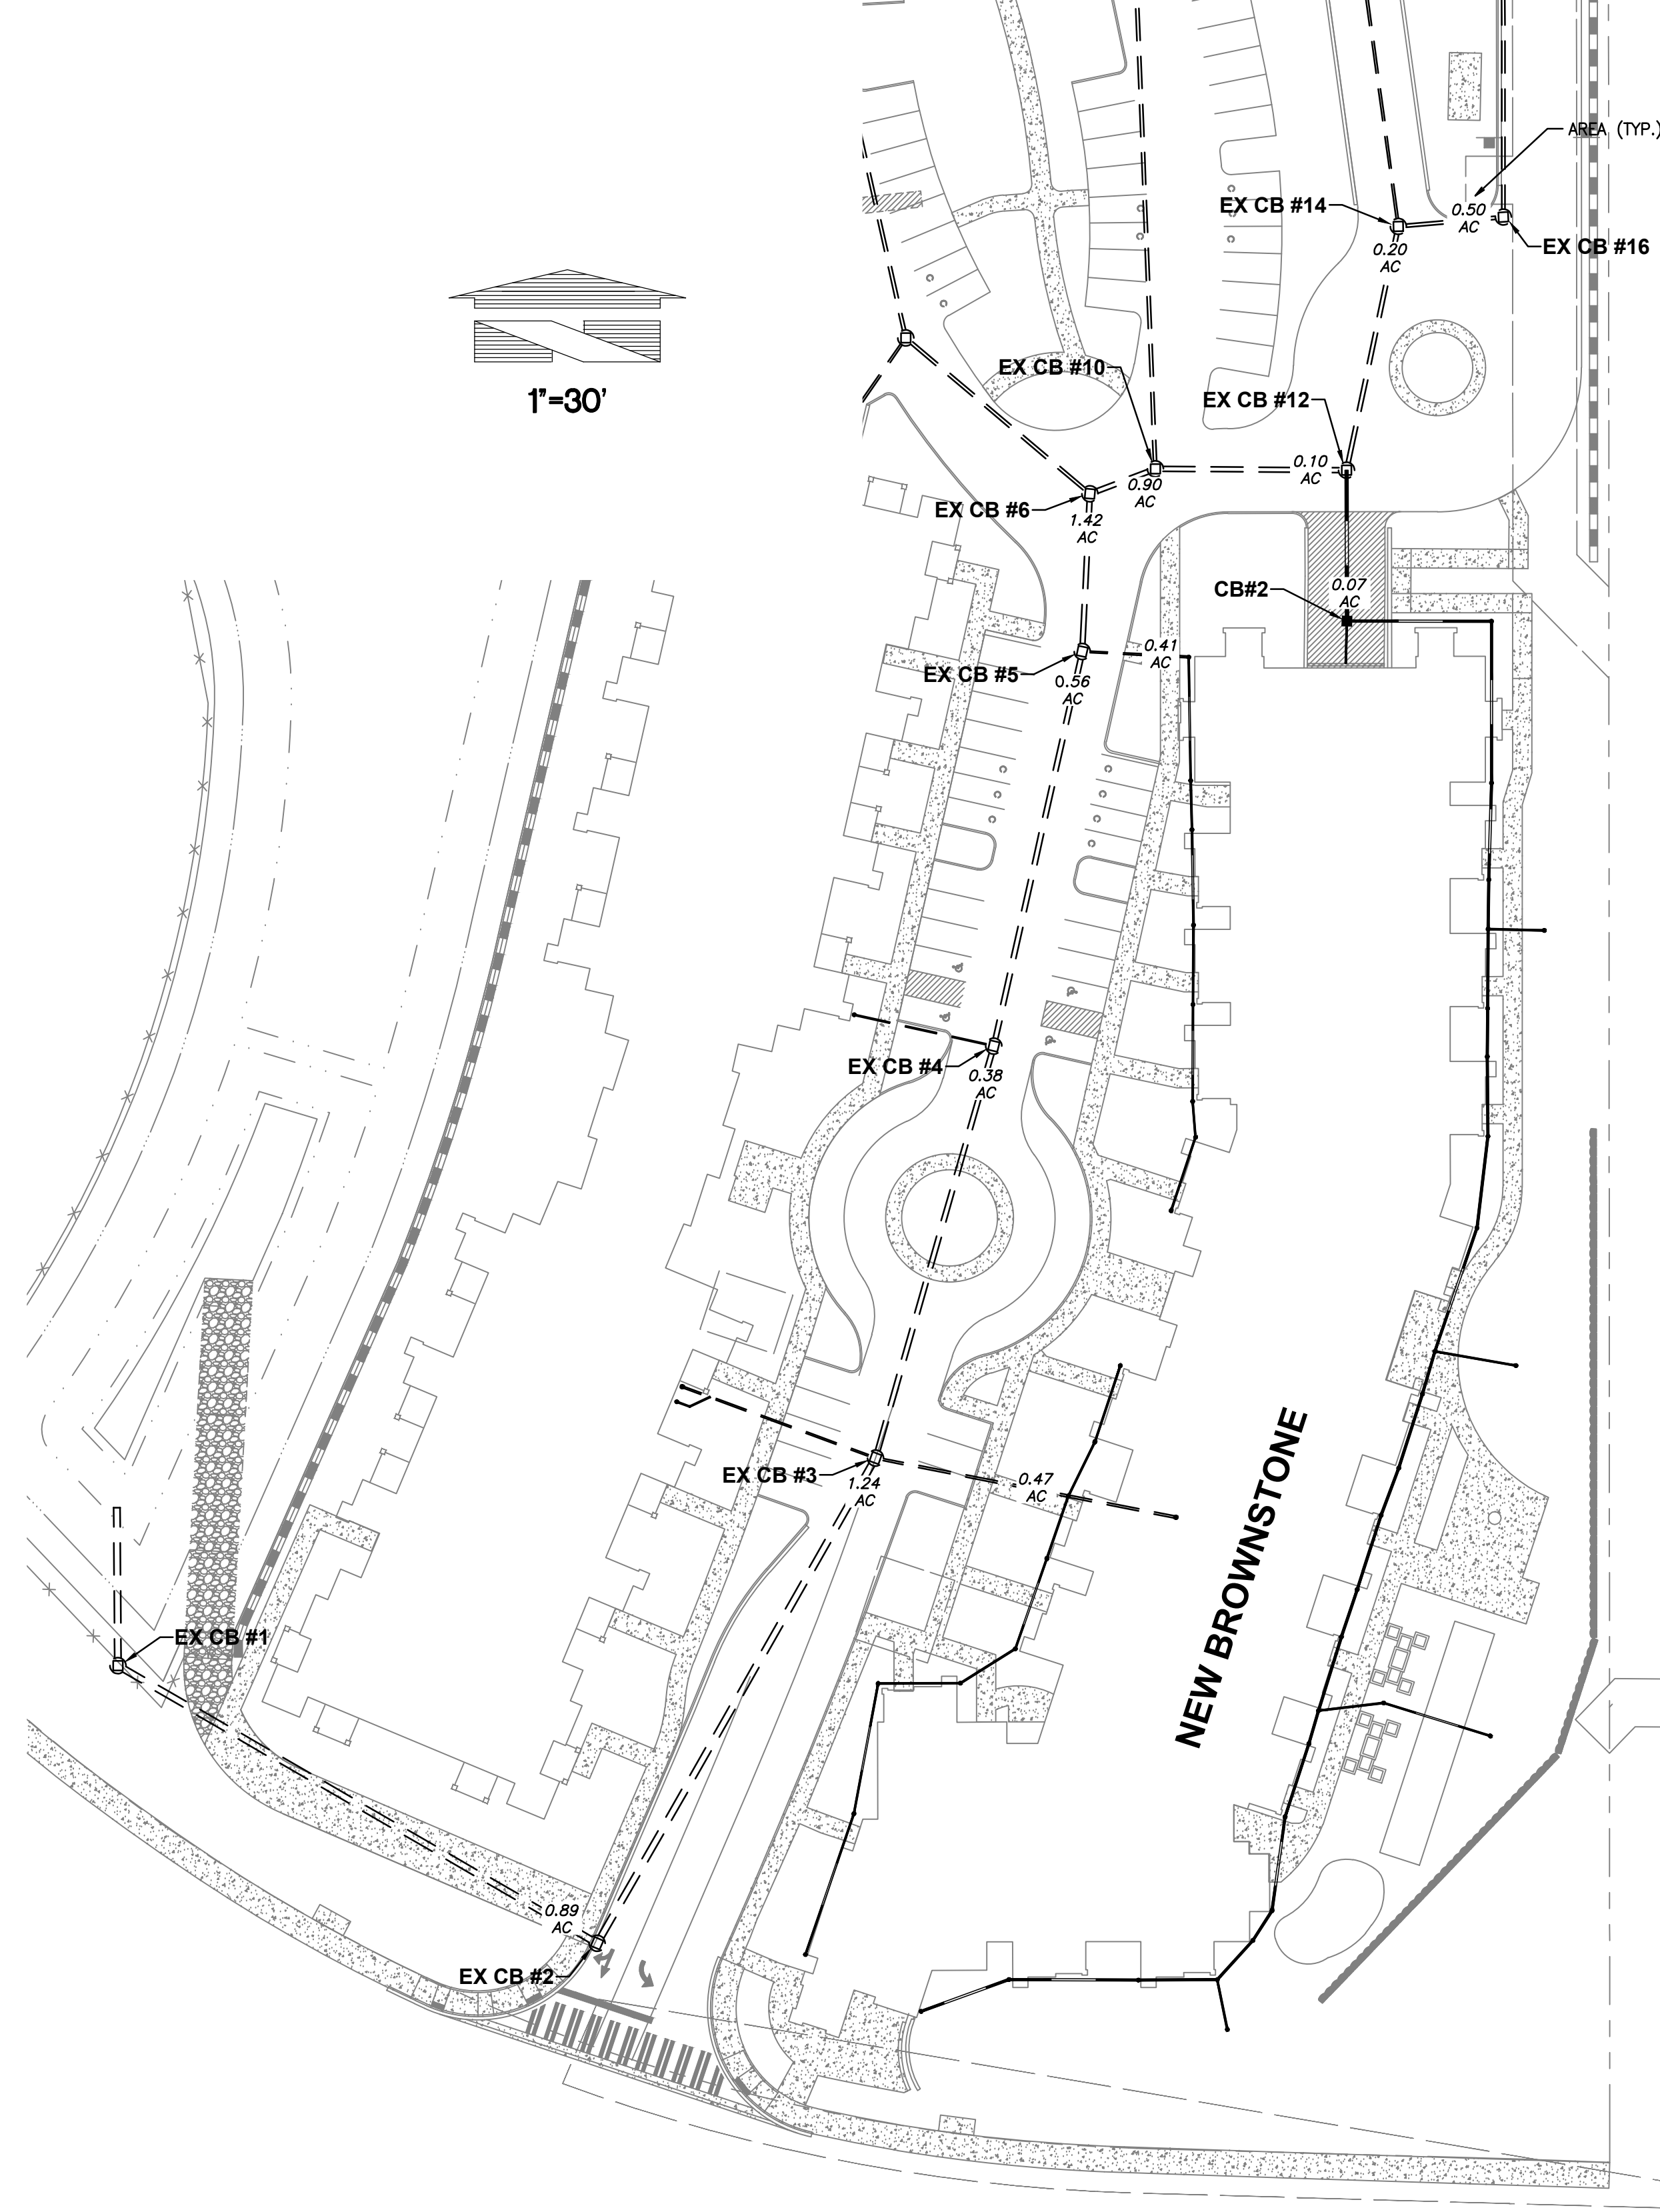 AREA (TYP.)
EX CB #14
0.50
AC
EX CB #16
0.20
AC
1"=30'
EX CB #10
EX CB #12
0.10
AC
0.90
AC
EX CB #6
1.42
AC
CB#2
0.07
AC
0.41
AC
EX CB #5
0.56
AC
EX CB #4
0.38
AC
EX CB #3
1.24
AC
0.47
AC
NEW BROWNSTONE
EX CB #1
0.89
AC
EX CB #2